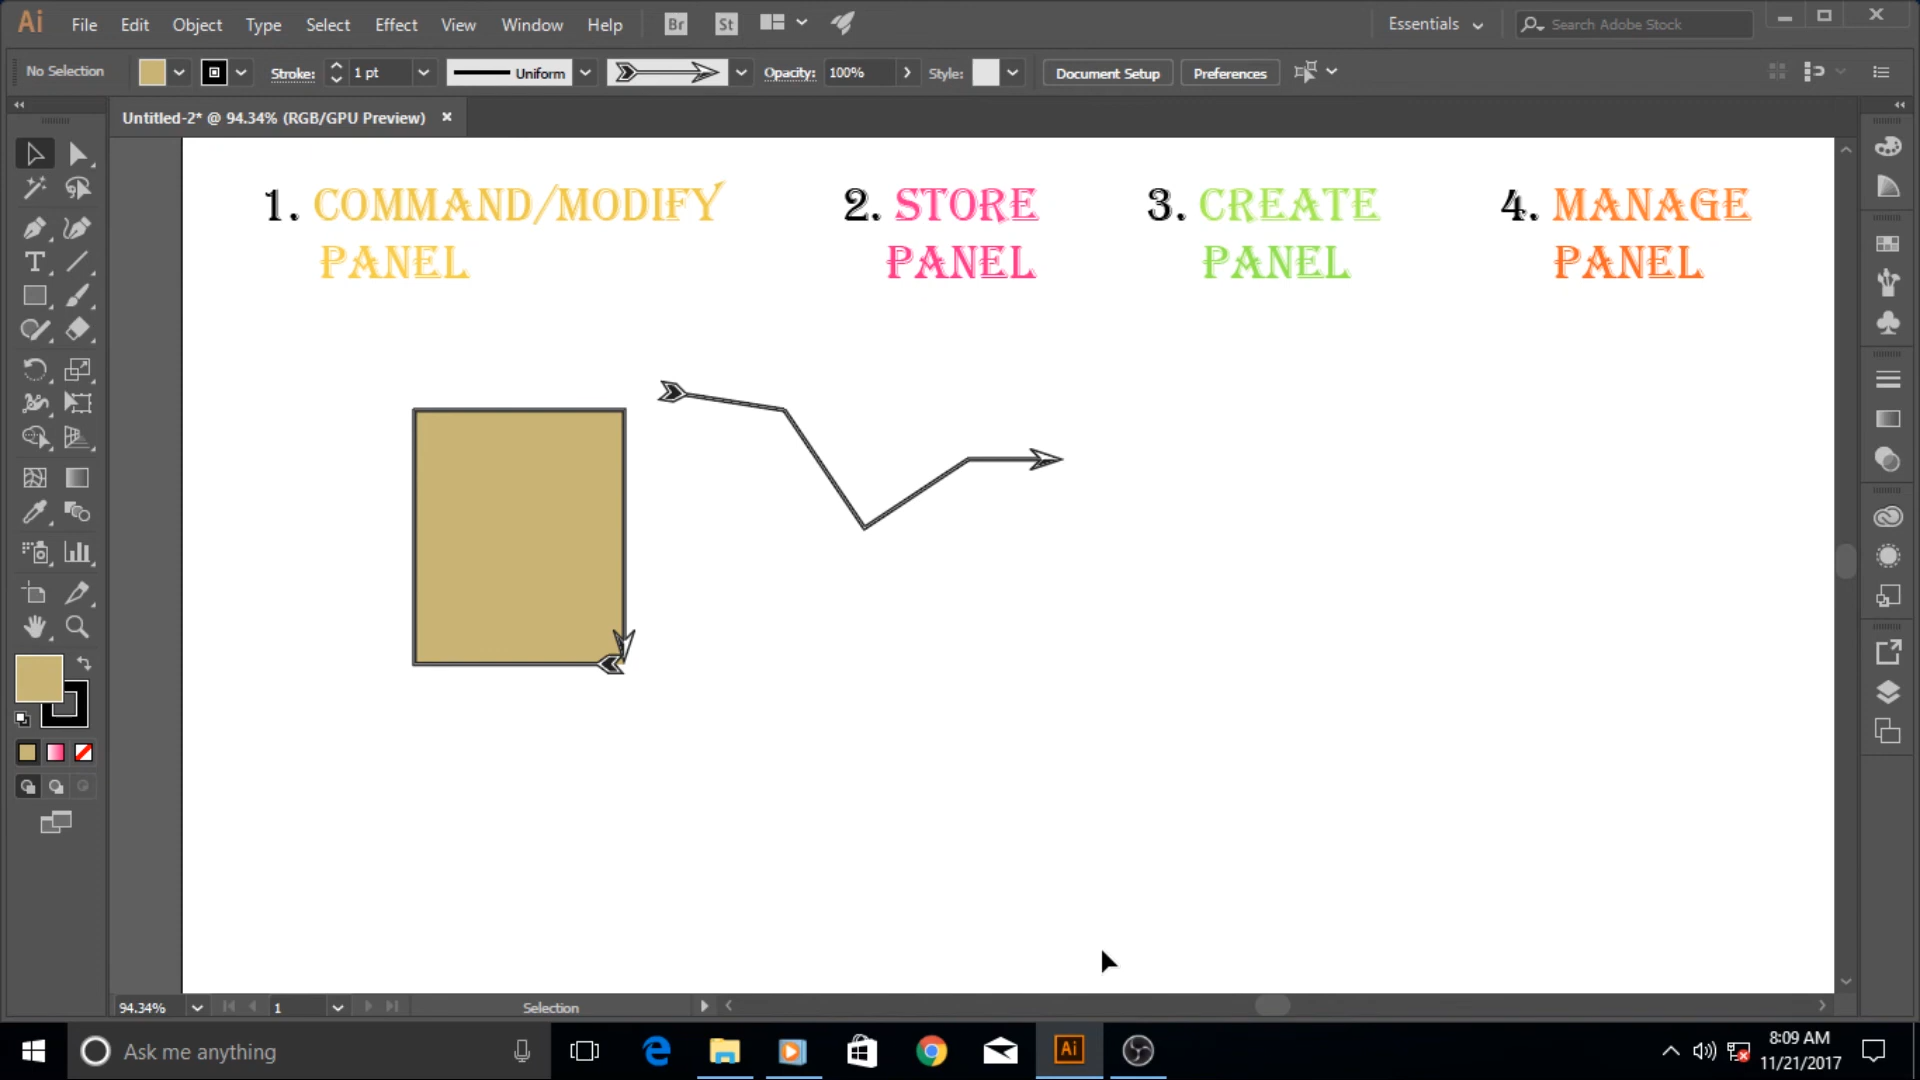 Ai File Edit Object Type Select Effect View Window Help Br St Essentials Search Adobe Stock
No Selection Stroke: 1 pt Uniform Opacity: 100% Style: Document Setup Preferences
Untitled-2* @ 94.34% (RGB/GPU Preview) ×
1. COMMAND/MODIFY PANEL
2. STORE PANEL
3. CREATE PANEL
4. MANAGE PANEL
94.34% 1 Selection
Ask me anything
Ai
8:09 AM
11/21/2017